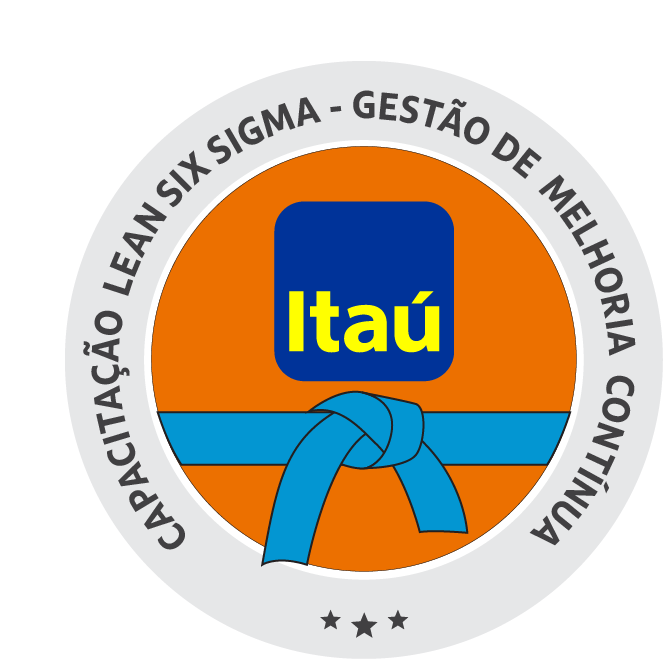 CAPACITAÇÃO LEAN SIX SIGMA - GESTÃO DE MELHORIA CONTÍNUA
Itaú